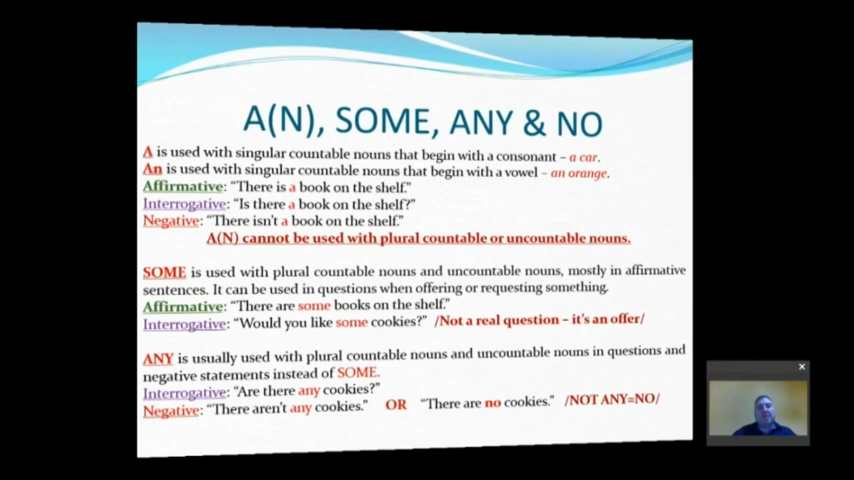 A(N), SOME, ANY & NO
A is used with singular countable nouns that begin with a consonant – a car.
An is used with singular countable nouns that begin with a vowel – an orange.
Affirmative: "There is a book on the shelf."
Interrogative: "Is there a book on the shelf?"
Negative: "There isn't a book on the shelf."
A(N) cannot be used with plural countable or uncountable nouns.
SOME is used with plural countable nouns and uncountable nouns, mostly in affirmative
sentences. It can be used in questions when offering or requesting something.
Affirmative: "There are some books on the shelf."
Interrogative: "Would you like some cookies?" /Not a real question – it's an offer/
ANY is usually used with plural countable nouns and uncountable nouns in questions and
negative statements instead of SOME.
Interrogative: "Are there any cookies?"
Negative: "There aren't any cookies." OR "There are no cookies." /NOT ANY=NO/